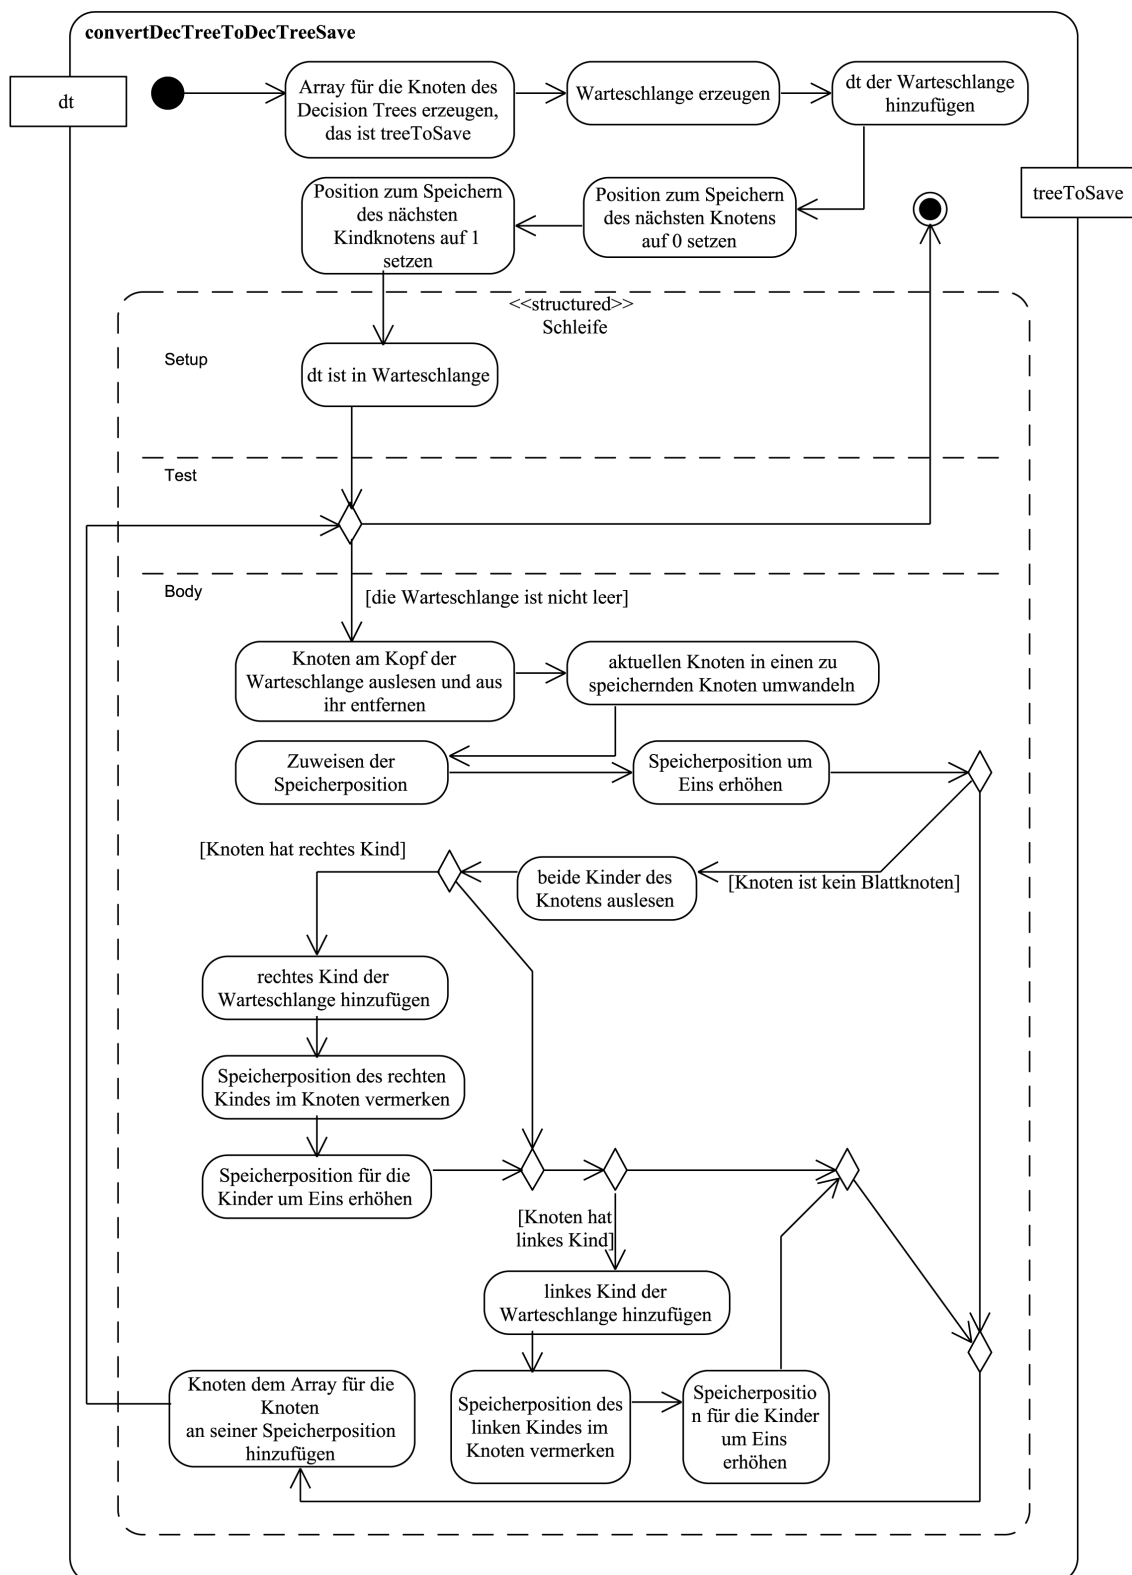 convertDecTreeToDecTreeSave
dt
Array für die Knoten des
Decision Trees erzeugen,
das ist treeToSave
Warteschlange erzeugen
dt der Warteschlange
hinzufügen
treeToSave
Position zum Speichern
des nächsten Knotens
auf 0 setzen
Position zum Speichern
des nächsten
Kindknotens auf 1
setzen
<<structured>>
Schleife
Setup
dt ist in Warteschlange
Test
Body
[die Warteschlange ist nicht leer]
Knoten am Kopf der
Warteschlange auslesen und aus
ihr entfernen
aktuellen Knoten in einen zu
speichernden Knoten umwandeln
Zuweisen der
Speicherposition
Speicherposition um
Eins erhöhen
[Knoten ist kein Blattknoten]
beide Kinder des
Knotens auslesen
[Knoten hat rechtes Kind]
rechtes Kind der
Warteschlange hinzufügen
Speicherposition des rechten
Kindes im Knoten vermerken
Speicherposition für die
Kinder um Eins erhöhen
[Knoten hat
linkes Kind]
linkes Kind der
Warteschlange hinzufügen
Speicherposition des
linken Kindes im
Knoten vermerken
Speicherpositio
n für die Kinder
um Eins
erhöhen
Knoten dem Array für die
Knoten
an seiner Speicherposition
hinzufügen